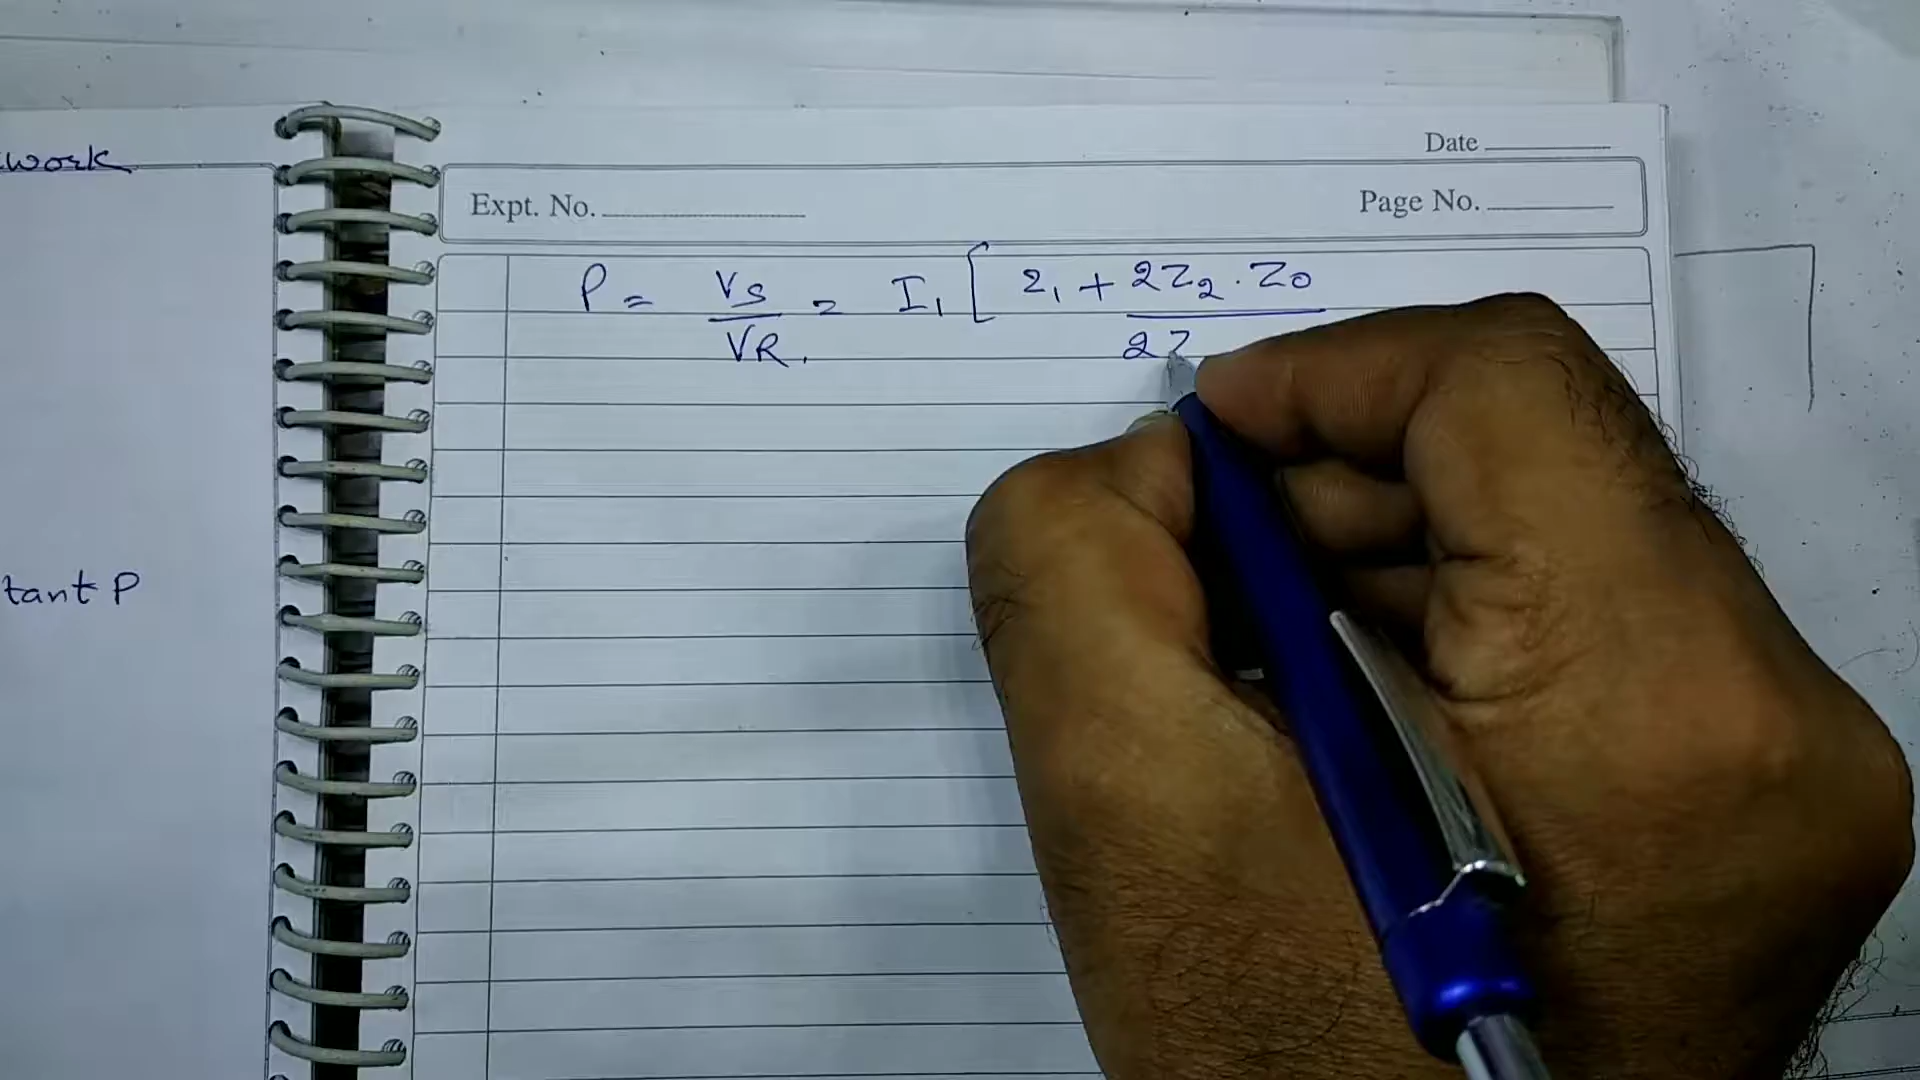 work
tant P
Date
Expt. No.
Page No.
P = VS / VR. = I1 [ Z1 + 2Z2 . Z0 / 2Z